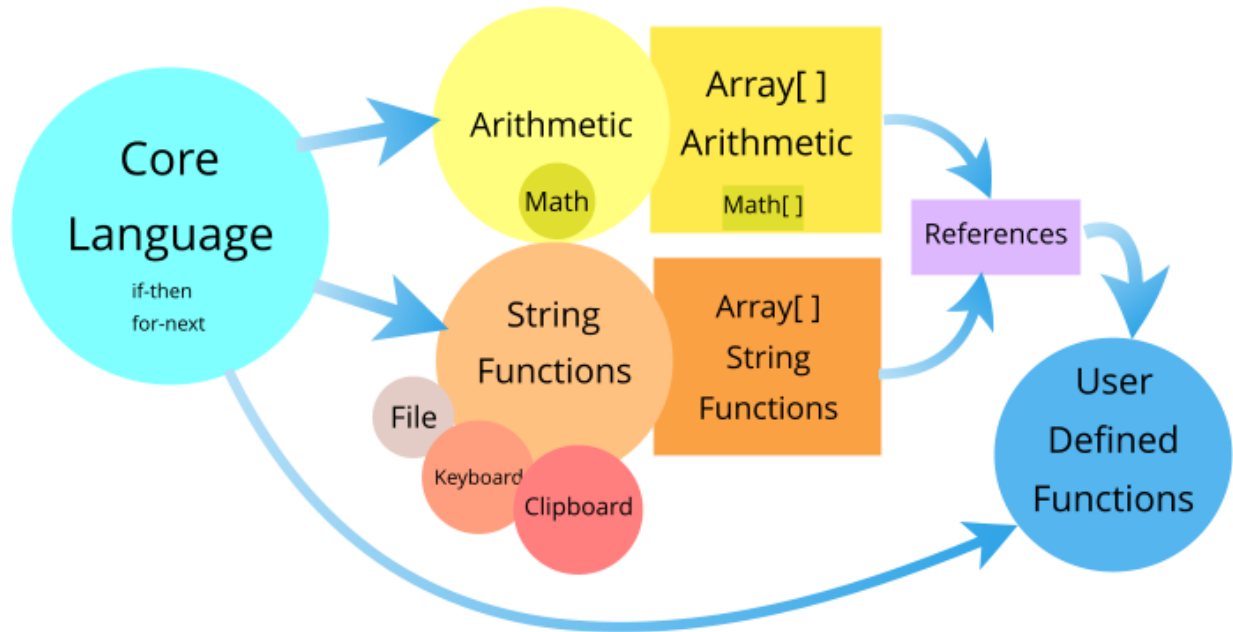 Core
Language
if-then
for-next
Arithmetic
Math
Array[ ]
Arithmetic
Math[ ]
String
Functions
File
Keyboard
Clipboard
Array[ ]
String
Functions
References
User
Defined
Functions